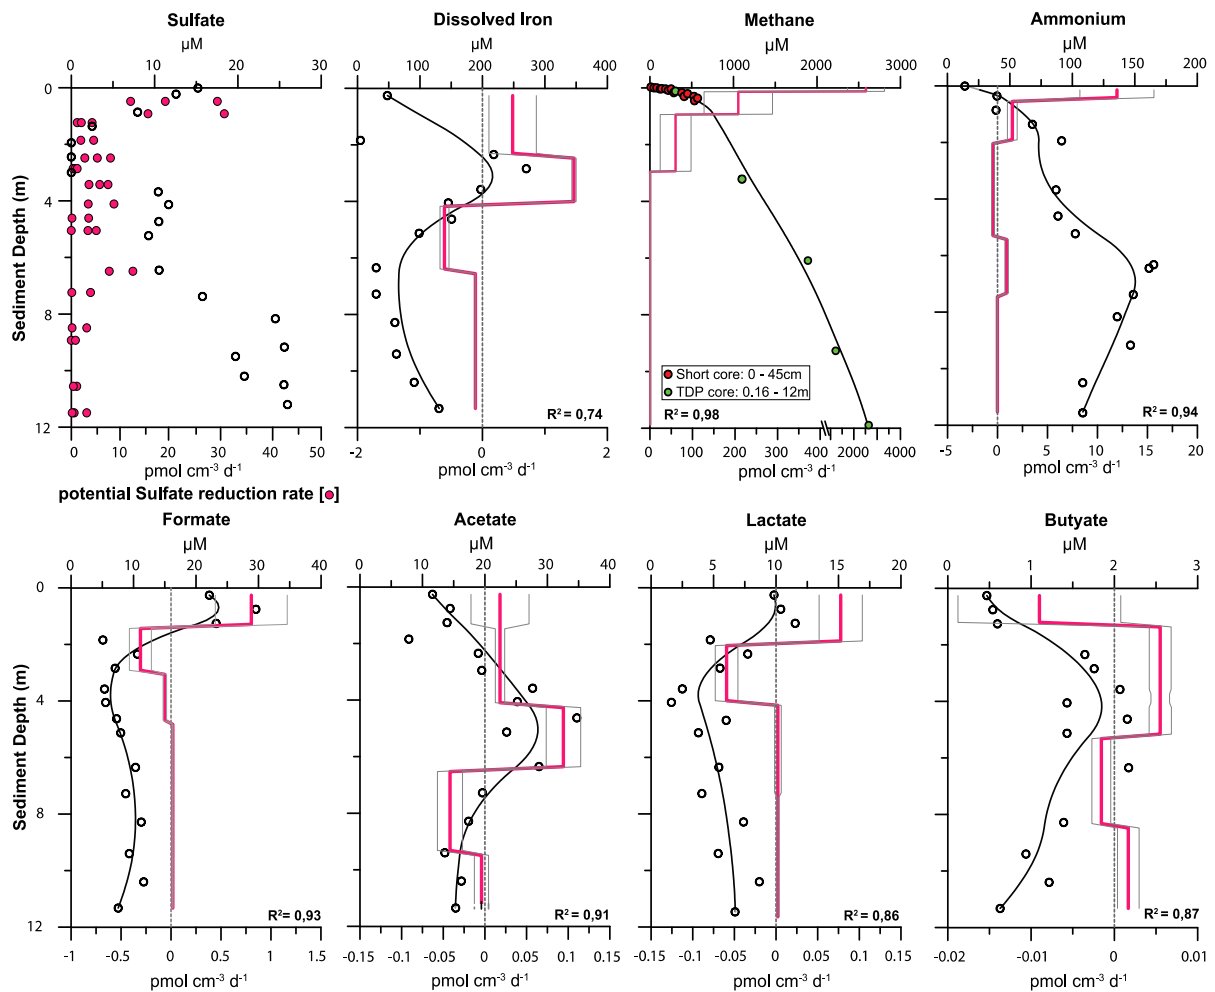 Sulfate
Dissolved Iron
Methane
Ammonium
µM
µM
µM
µM
0 10 20 30
0 100 200 300 400
0 1000 2000 3000
0 50 100 150 200
Sediment Depth (m)
0
4
8
12
Short core: 0 - 45cm
TDP core: 0.16 - 12m
R² = 0,74
R² = 0,98
R² = 0,94
0 10 20 30 40 50
-2 0 2
0 100 200 300 400 2000 4000
-5 0 5 10 15 20
pmol cm⁻³ d⁻¹
pmol cm⁻³ d⁻¹
pmol cm⁻³ d⁻¹
pmol cm⁻³ d⁻¹
potential Sulfate reduction rate [ ]
Formate
Acetate
Lactate
Butyate
µM
µM
µM
µM
0 10 20 30 40
0 10 20 30 40
0 5 10 15 20
0 1 2 3
Sediment Depth (m)
0
4
8
12
R² = 0,93
R² = 0,91
R² = 0,86
R² = 0,87
-1 -0.5 0 0.5 1 1.5
-0.15 -0.1 -0.05 0 0.05 0.1 0.15
-0.15 -0.1 -0.05 0 0.05 0.1 0.15
-0.02 -0.01 0 0.01
pmol cm⁻³ d⁻¹
pmol cm⁻³ d⁻¹
pmol cm⁻³ d⁻¹
pmol cm⁻³ d⁻¹